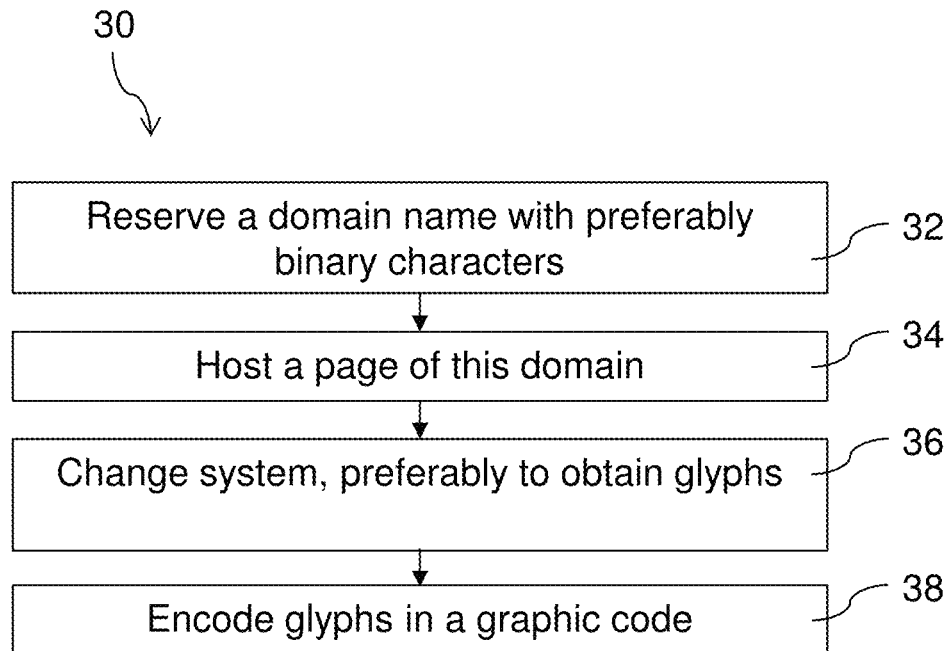 30
Reserve a domain name with preferably
binary characters
32
Host a page of this domain
34
Change system, preferably to obtain glyphs
36
Encode glyphs in a graphic code
38